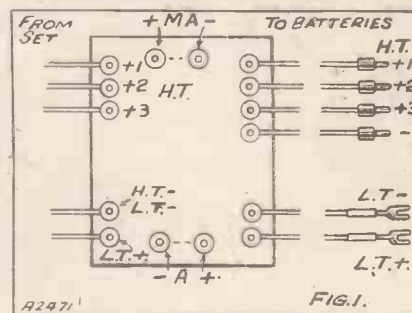 FROM SET
+ MA -
TO BATTERIES
H.T.
+1
+2
+3
H.T.
+1
+2
+3
-
H.T. -
L.T. -
L.T. +
- A +
L.T -
L.T. +
A2471
FIG.1.